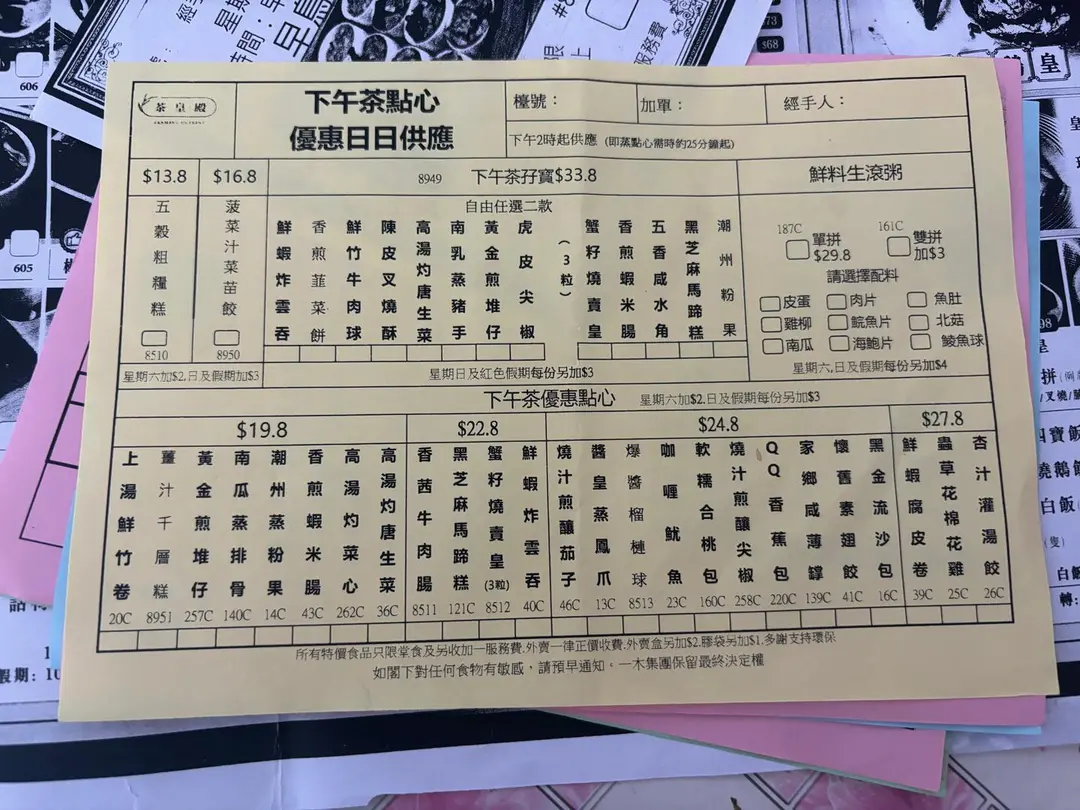 茶皇殿
下午茶點心
優惠日日供應
檯號：
加單：
經手人：
下午2時起供應 (即蒸點心需時約25分鐘起)
$13.8
$16.8
8949 下午茶孖寶$33.8
鮮料生滾粥
五穀粗糧糕
8510
菠菜汁菜苗餃
8950
星期六加$2,日及假期加$3
自由任選二款
鮮蝦炸雲吞
香煎韮菜餅
鮮竹牛肉球
陳皮叉燒酥
高湯灼唐生菜
南乳蒸豬手
黃金煎堆仔
虎皮尖椒
(3粒)
蟹籽燒賣皇
香煎蝦米腸
五香咸水角
黑芝麻馬蹄糕
潮州粉果
星期日及紅色假期每份另加$3
187C
單拼
$29.8
161C
雙拼
加$3
請選擇配料
皮蛋 肉片 魚肚
雞柳 鯇魚片 北菇
南瓜 海鮑片 鯪魚球
星期六,日及假期每份另加$4
下午茶優惠點心 星期六加$2.日及假期每份另加$3
$19.8
$22.8
$24.8
$27.8
上湯鮮竹卷 20C
薑汁千層糕 8951
黃金煎堆仔 257C
南瓜蒸排骨 140C
潮州蒸粉果 14C
香煎蝦米腸 43C
高湯灼菜心 262C
高湯灼唐生菜 36C
香茜牛肉腸 8511
黑芝麻馬蹄糕 121C
蟹籽燒賣皇(3粒) 8512
鮮蝦炸雲吞 40C
燒汁煎釀茄子 46C
醬皇蒸鳳爪 13C
爆醬榴槤球 8513
咖喱魷魚 23C
軟糯合桃包 160C
燒汁煎釀尖椒 258C
QQ香蕉包 220C
家鄉咸薄罉 139C
懷舊素翅餃 41C
黑金流沙包 16C
鮮蝦腐皮卷 39C
蟲草花棉花雞 25C
杏汁灌湯餃 26C
所有特價食品只限堂食及另收加一服務費.外賣一律正價收費.外賣盒另加$2.膠袋另加$1.多謝支持環保
如閣下對任何食物有敏感，請預早通知。一木集團保留最終決定權
606
605
$68
服務費
皇